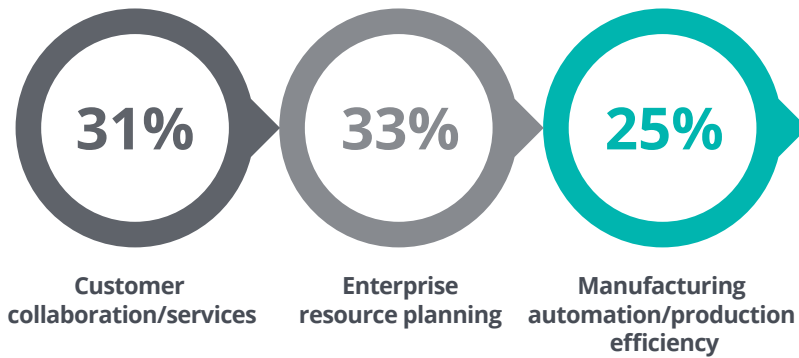 31%
33%
25%
Customer
collaboration/services
Enterprise
resource planning
Manufacturing
automation/production
efficiency